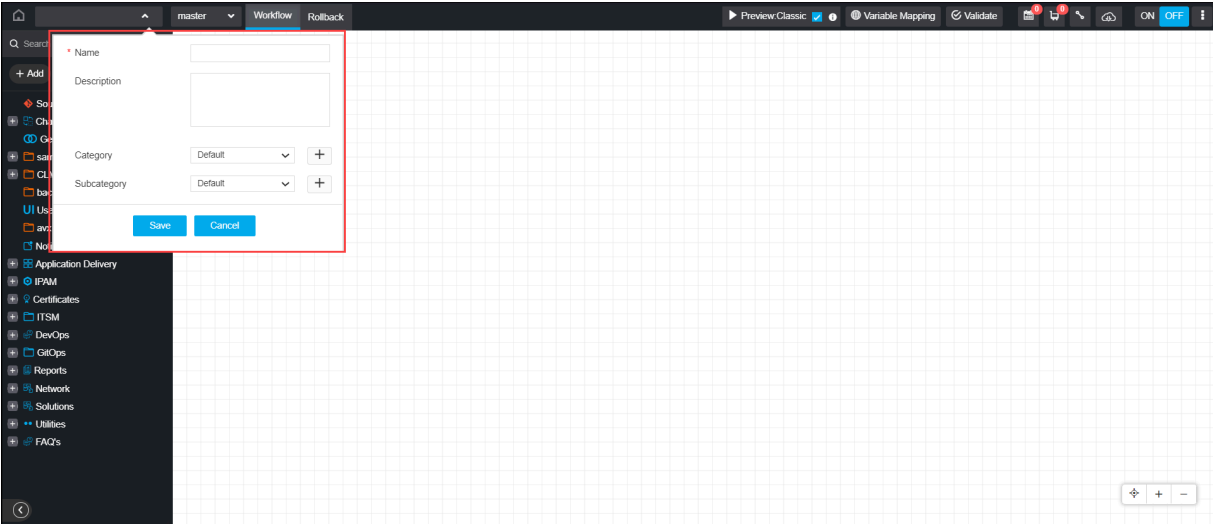 master
Workflow
Rollback
Preview:Classic
Variable Mapping
Validate
0
0
ON
OFF
Search
* Name
+ Add
Description
Category
Default
Subcategory
Default
Save
Cancel
Application Delivery
IPAM
Certificates
ITSM
DevOps
GitOps
Reports
Network
Solutions
Utilities
FAQ's